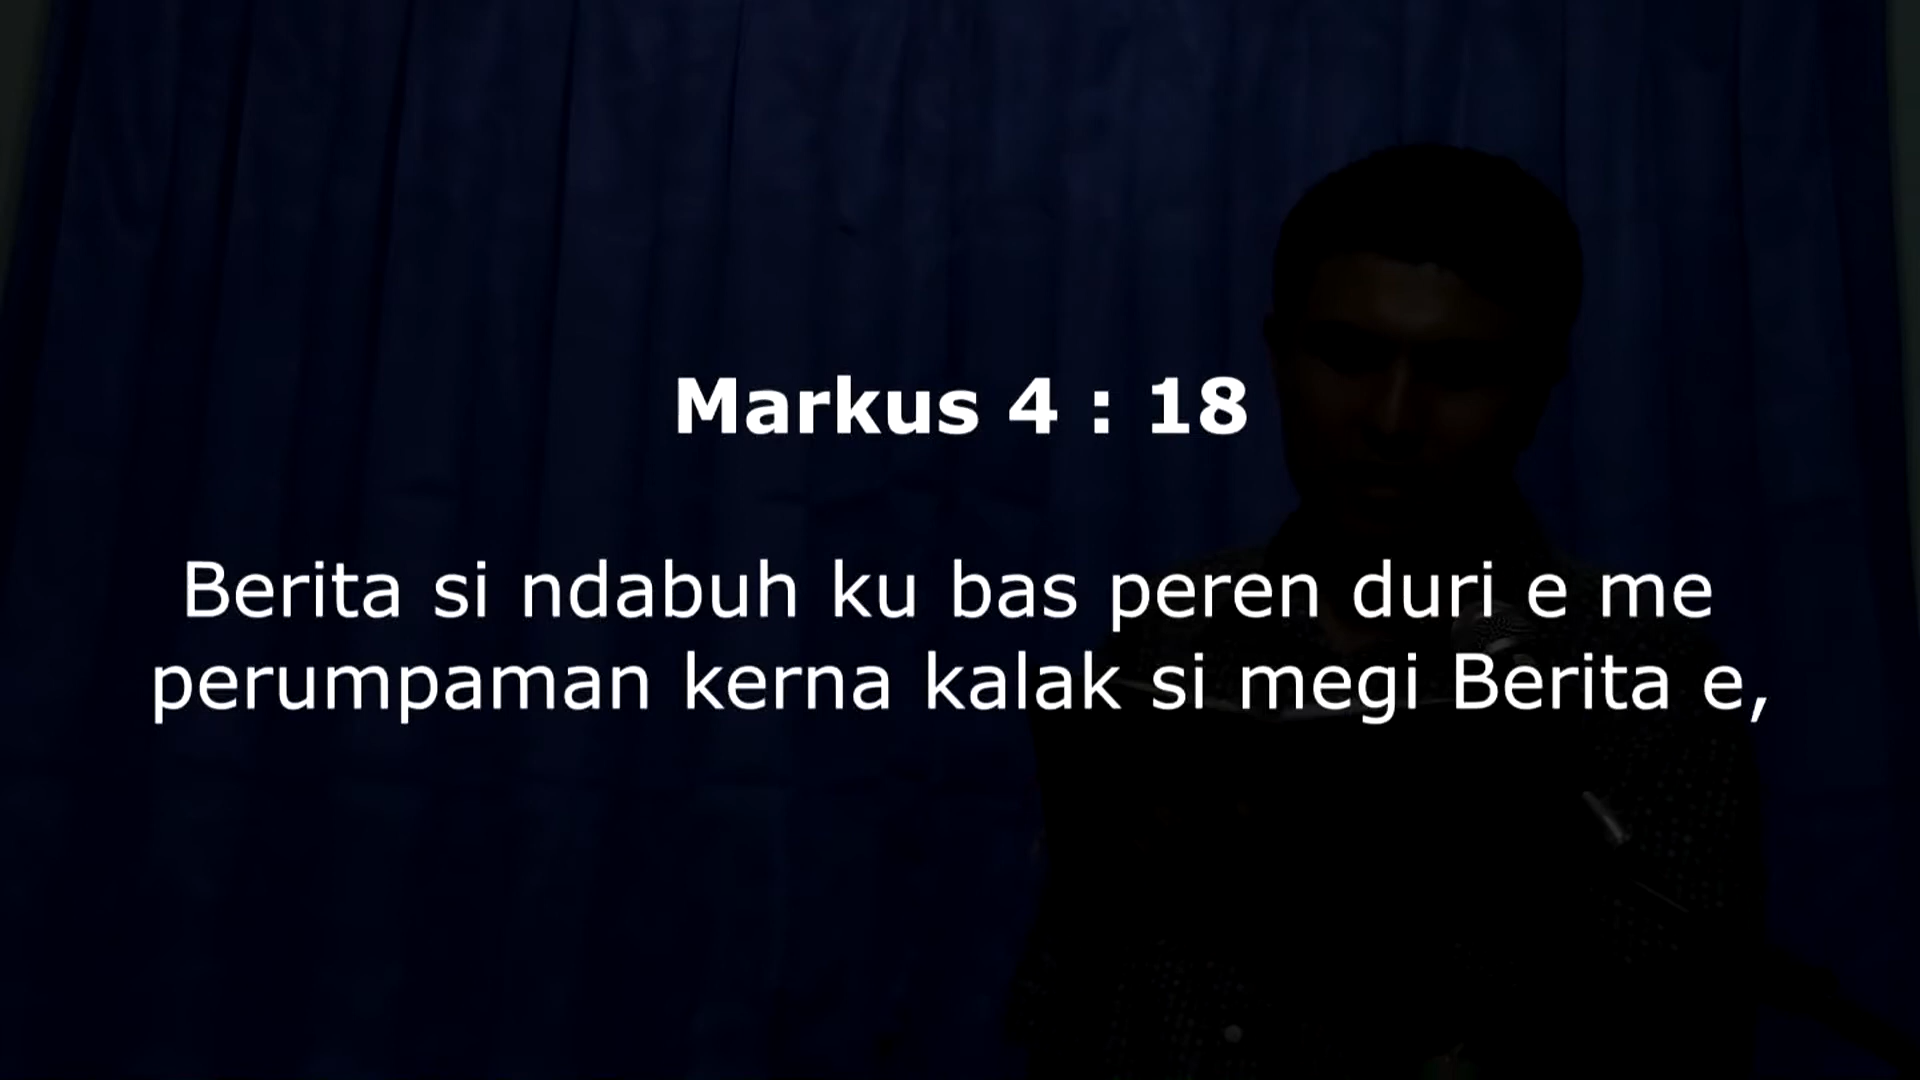 Markus 4 : 18
Berita si ndabuh ku bas peren duri e me
perumpaman kerna kalak si megi Berita e,